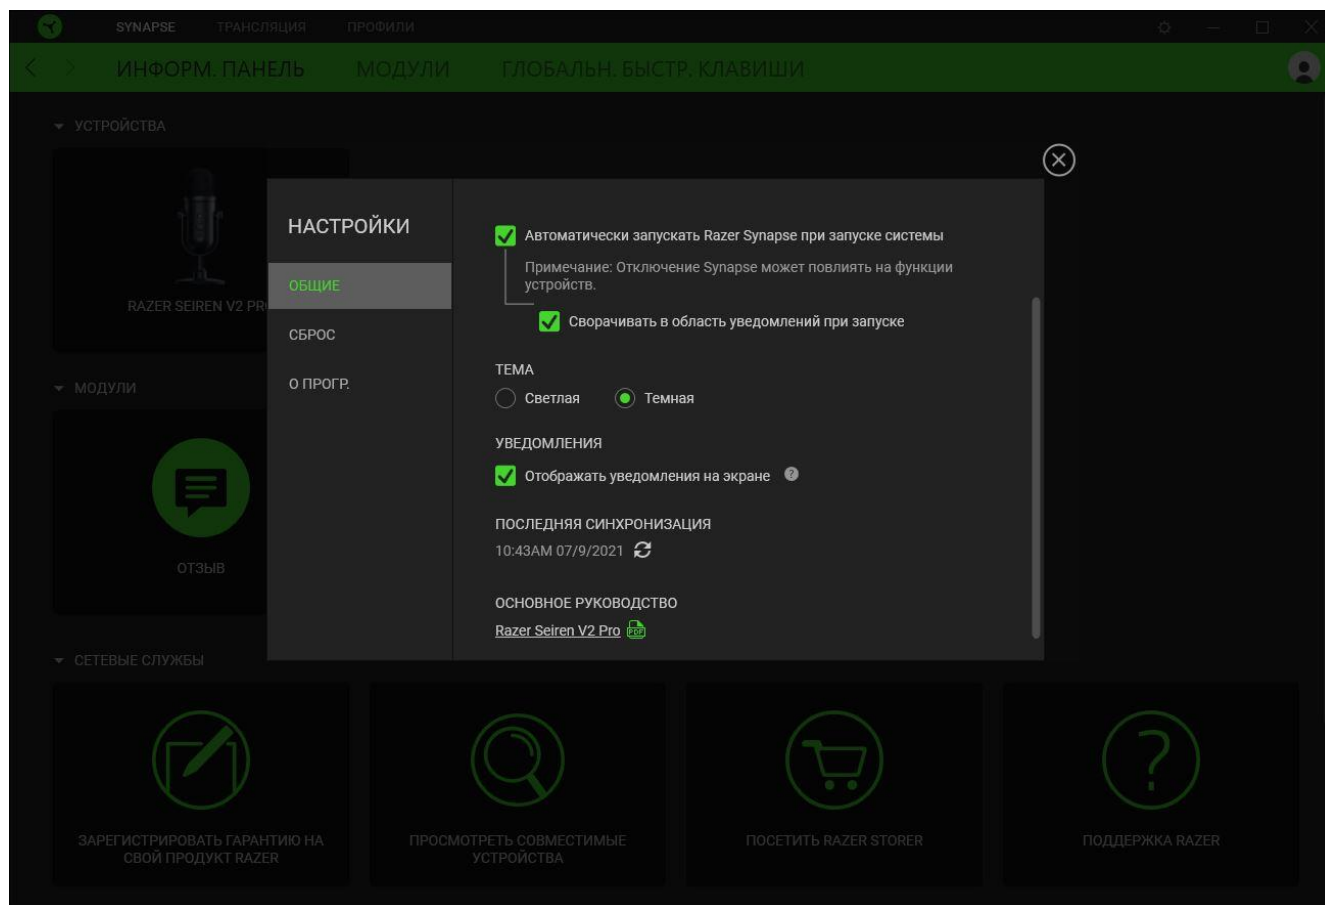 SYNAPSE
ТРАНСЛЯЦИЯ
ПРОФИЛИ
ИНФОРМ. ПАНЕЛЬ
МОДУЛИ
ГЛОБАЛЬН. БЫСТР. КЛАВИШИ
УСТРОЙСТВА
RAZER SEIREN V2 PR
НАСТРОЙКИ
ОБЩИЕ
СБРОС
О ПРОГР.
Автоматически запускать Razer Synapse при запуске системы
Примечание: Отключение Synapse может повлиять на функции
устройств.
Сворачивать в область уведомлений при запуске
ТЕМА
Светлая
Темная
УВЕДОМЛЕНИЯ
Отображать уведомления на экране
ПОСЛЕДНЯЯ СИНХРОНИЗАЦИЯ
10:43AM 07/9/2021
ОСНОВНОЕ РУКОВОДСТВО
Razer Seiren V2 Pro
PDF
МОДУЛИ
ОТЗЫВ
СЕТЕВЫЕ СЛУЖБЫ
ЗАРЕГИСТРИРОВАТЬ ГАРАНТИЮ НА
СВОЙ ПРОДУКТ RAZER
ПРОСМОТРЕТЬ СОВМЕСТИМЫЕ
УСТРОЙСТВА
ПОСЕТИТЬ RAZER STORER
ПОДДЕРЖКА RAZER